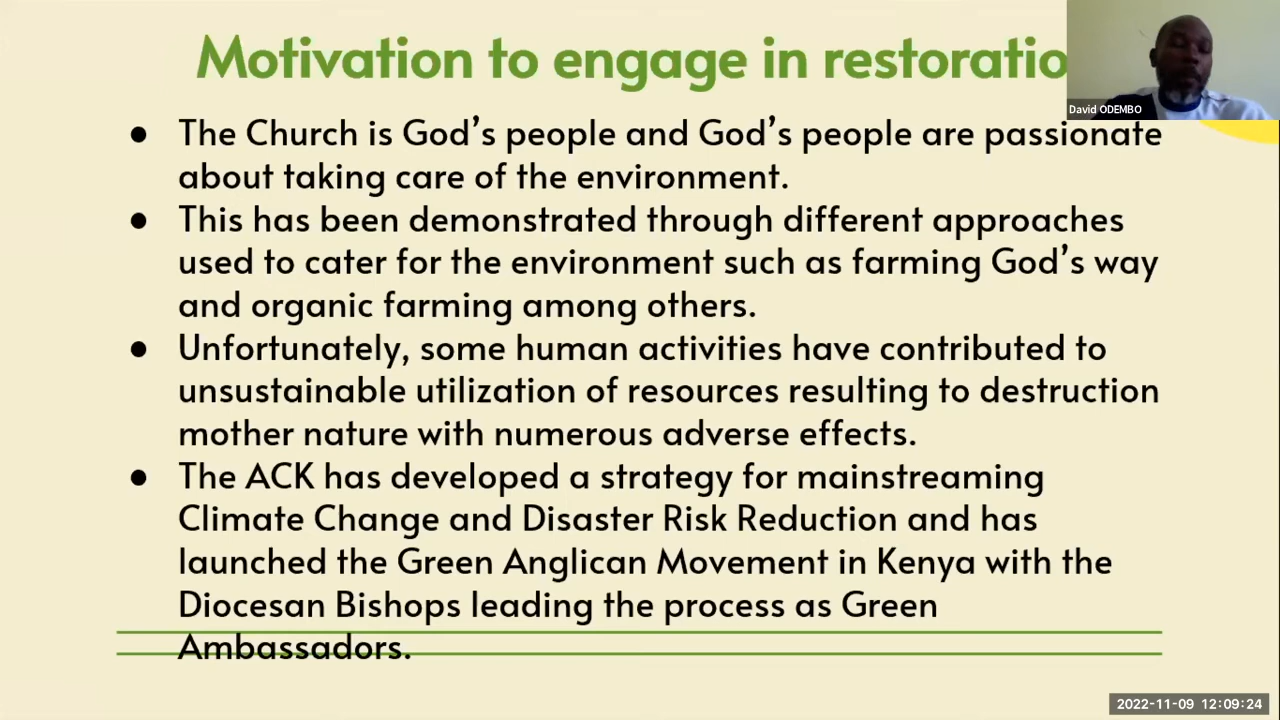 Motivation to engage in restoratio
David ODEMBO
● The Church is God's people and God's people are passionate
about taking care of the environment.
● This has been demonstrated through different approaches
used to cater for the environment such as farming God's way
and organic farming among others.
● Unfortunately, some human activities have contributed to
unsustainable utilization of resources resulting to destruction
mother nature with numerous adverse effects.
● The ACK has developed a strategy for mainstreaming
Climate Change and Disaster Risk Reduction and has
launched the Green Anglican Movement in Kenya with the
Diocesan Bishops leading the process as Green
Ambassadors.
2022-11-09 12:09:24